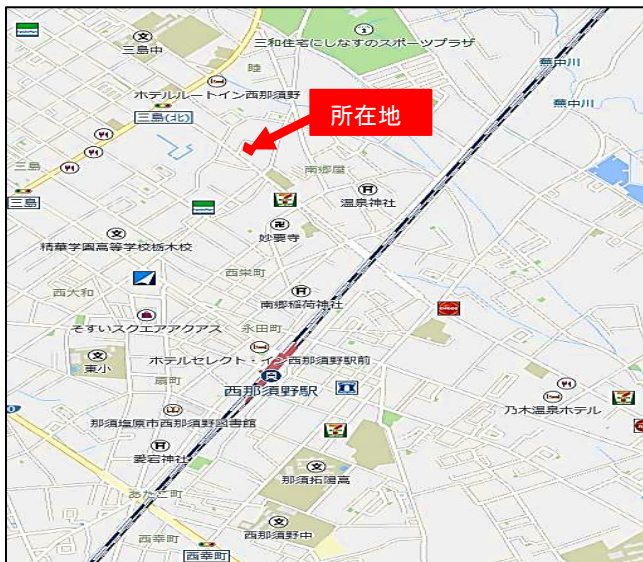 三島中
三和住宅にしなすのスポーツプラザ
蕪中川
陸
ホテルルートイン西那須野
蕪中川
所在地
三島(北)
三島
南郷屋
三島
温泉神社
妙要寺
精華学園高等学校栃木校
西栄町
西大和
南郷稲荷神社
そすいスクエアアクアス
永田町
ENEOS
東小
ホテルセレクト・イン西那須野駅前
扇町
西那須野駅
乃木温泉ホテル
那須塩原市西那須野図書館
愛宕神社
那須拓陽高
あたご町
西那須野中
西幸町
西幸町